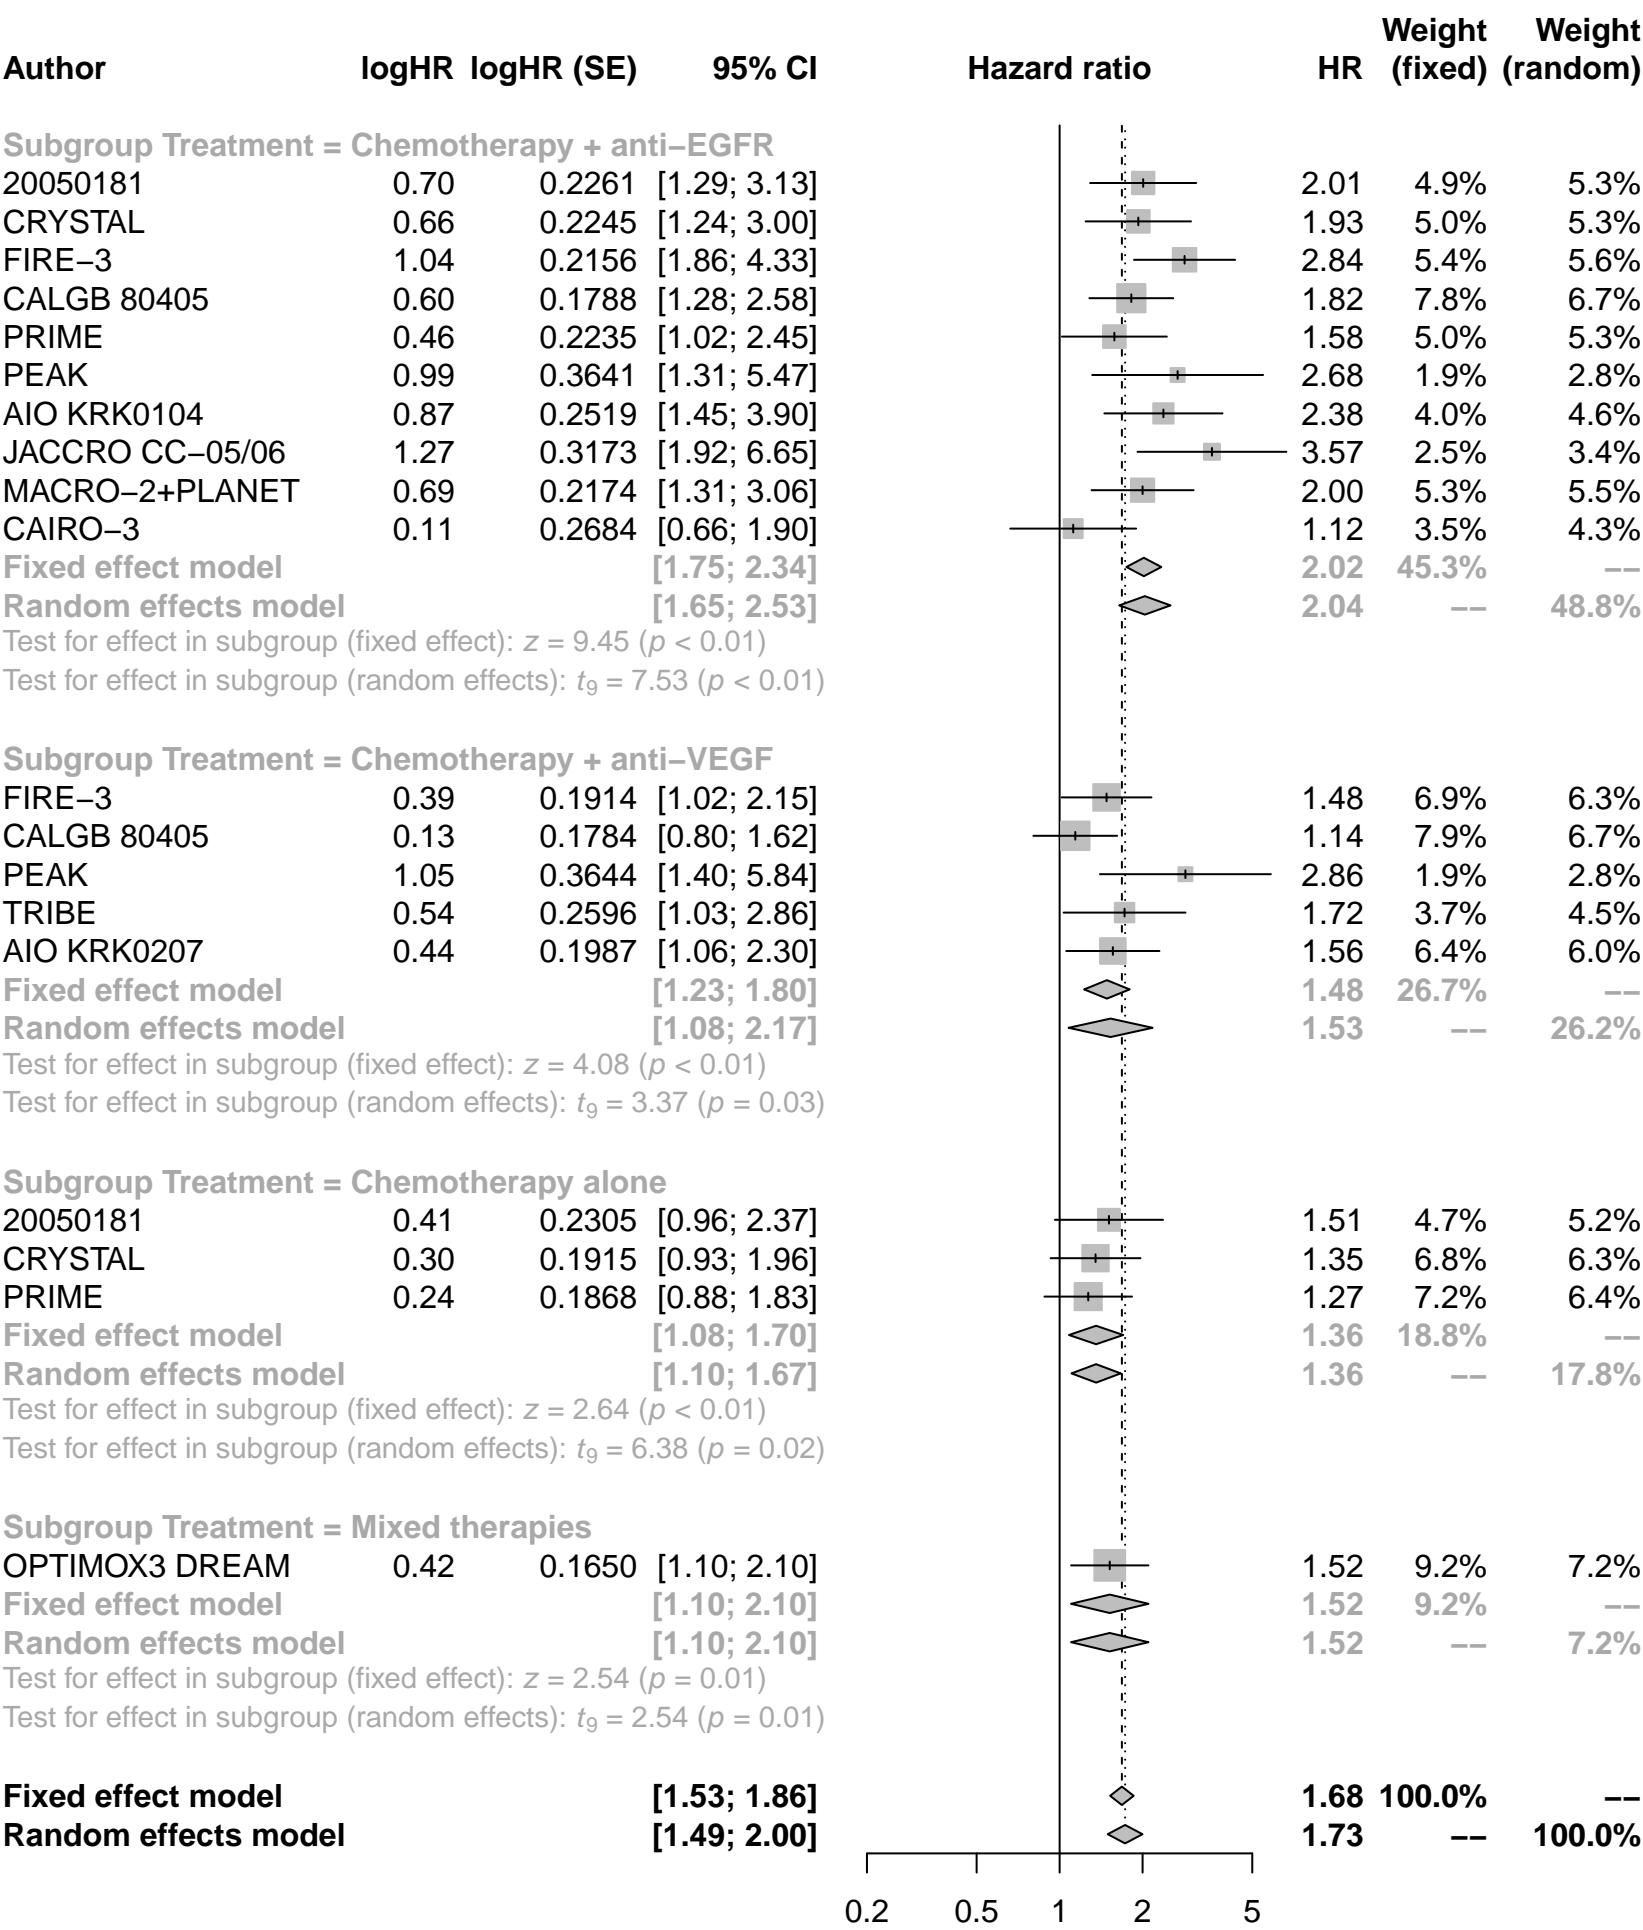 Weight Weight
Author logHR logHR (SE) 95% CI Hazard ratio HR (fixed) (random)
Subgroup Treatment = Chemotherapy + anti−EGFR
20050181 0.70 0.2261 [1.29; 3.13] 2.01 4.9% 5.3%
CRYSTAL 0.66 0.2245 [1.24; 3.00] 1.93 5.0% 5.3%
FIRE−3 1.04 0.2156 [1.86; 4.33] 2.84 5.4% 5.6%
CALGB 80405 0.60 0.1788 [1.28; 2.58] 1.82 7.8% 6.7%
PRIME 0.46 0.2235 [1.02; 2.45] 1.58 5.0% 5.3%
PEAK 0.99 0.3641 [1.31; 5.47] 2.68 1.9% 2.8%
AIO KRK0104 0.87 0.2519 [1.45; 3.90] 2.38 4.0% 4.6%
JACCRO CC−05/06 1.27 0.3173 [1.92; 6.65] 3.57 2.5% 3.4%
MACRO−2+PLANET 0.69 0.2174 [1.31; 3.06] 2.00 5.3% 5.5%
CAIRO−3 0.11 0.2684 [0.66; 1.90] 1.12 3.5% 4.3%
Fixed effect model [1.75; 2.34] 2.02 45.3% −−
Random effects model [1.65; 2.53] 2.04 −− 48.8%
Test for effect in subgroup (fixed effect): z = 9.45 (p < 0.01)
Test for effect in subgroup (random effects): t₉ = 7.53 (p < 0.01)
Subgroup Treatment = Chemotherapy + anti−VEGF
FIRE−3 0.39 0.1914 [1.02; 2.15] 1.48 6.9% 6.3%
CALGB 80405 0.13 0.1784 [0.80; 1.62] 1.14 7.9% 6.7%
PEAK 1.05 0.3644 [1.40; 5.84] 2.86 1.9% 2.8%
TRIBE 0.54 0.2596 [1.03; 2.86] 1.72 3.7% 4.5%
AIO KRK0207 0.44 0.1987 [1.06; 2.30] 1.56 6.4% 6.0%
Fixed effect model [1.23; 1.80] 1.48 26.7% −−
Random effects model [1.08; 2.17] 1.53 −− 26.2%
Test for effect in subgroup (fixed effect): z = 4.08 (p < 0.01)
Test for effect in subgroup (random effects): t₉ = 3.37 (p = 0.03)
Subgroup Treatment = Chemotherapy alone
20050181 0.41 0.2305 [0.96; 2.37] 1.51 4.7% 5.2%
CRYSTAL 0.30 0.1915 [0.93; 1.96] 1.35 6.8% 6.3%
PRIME 0.24 0.1868 [0.88; 1.83] 1.27 7.2% 6.4%
Fixed effect model [1.08; 1.70] 1.36 18.8% −−
Random effects model [1.10; 1.67] 1.36 −− 17.8%
Test for effect in subgroup (fixed effect): z = 2.64 (p < 0.01)
Test for effect in subgroup (random effects): t₉ = 6.38 (p = 0.02)
Subgroup Treatment = Mixed therapies
OPTIMOX3 DREAM 0.42 0.1650 [1.10; 2.10] 1.52 9.2% 7.2%
Fixed effect model [1.10; 2.10] 1.52 9.2% −−
Random effects model [1.10; 2.10] 1.52 −− 7.2%
Test for effect in subgroup (fixed effect): z = 2.54 (p = 0.01)
Test for effect in subgroup (random effects): t₉ = 2.54 (p = 0.01)
Fixed effect model [1.53; 1.86] 1.68 100.0% −−
Random effects model [1.49; 2.00] 1.73 −− 100.0%
0.2 0.5 1 2 5